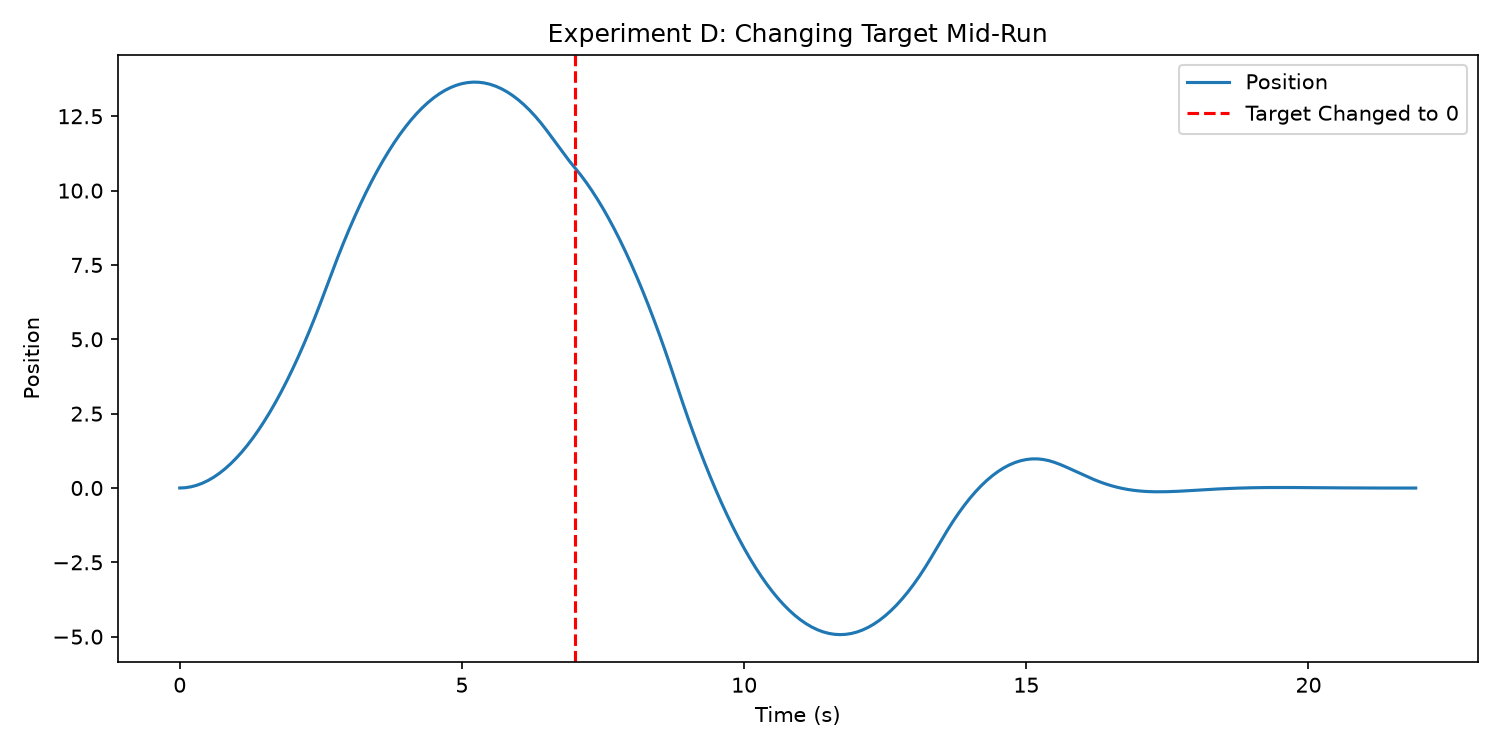 Experiment D: Changing Target Mid-Run
Position
Target Changed to 0
12.5
10.0
7.5
5.0
2.5
0.0
−2.5
−5.0
Position
0 5 10 15 20
Time (s)